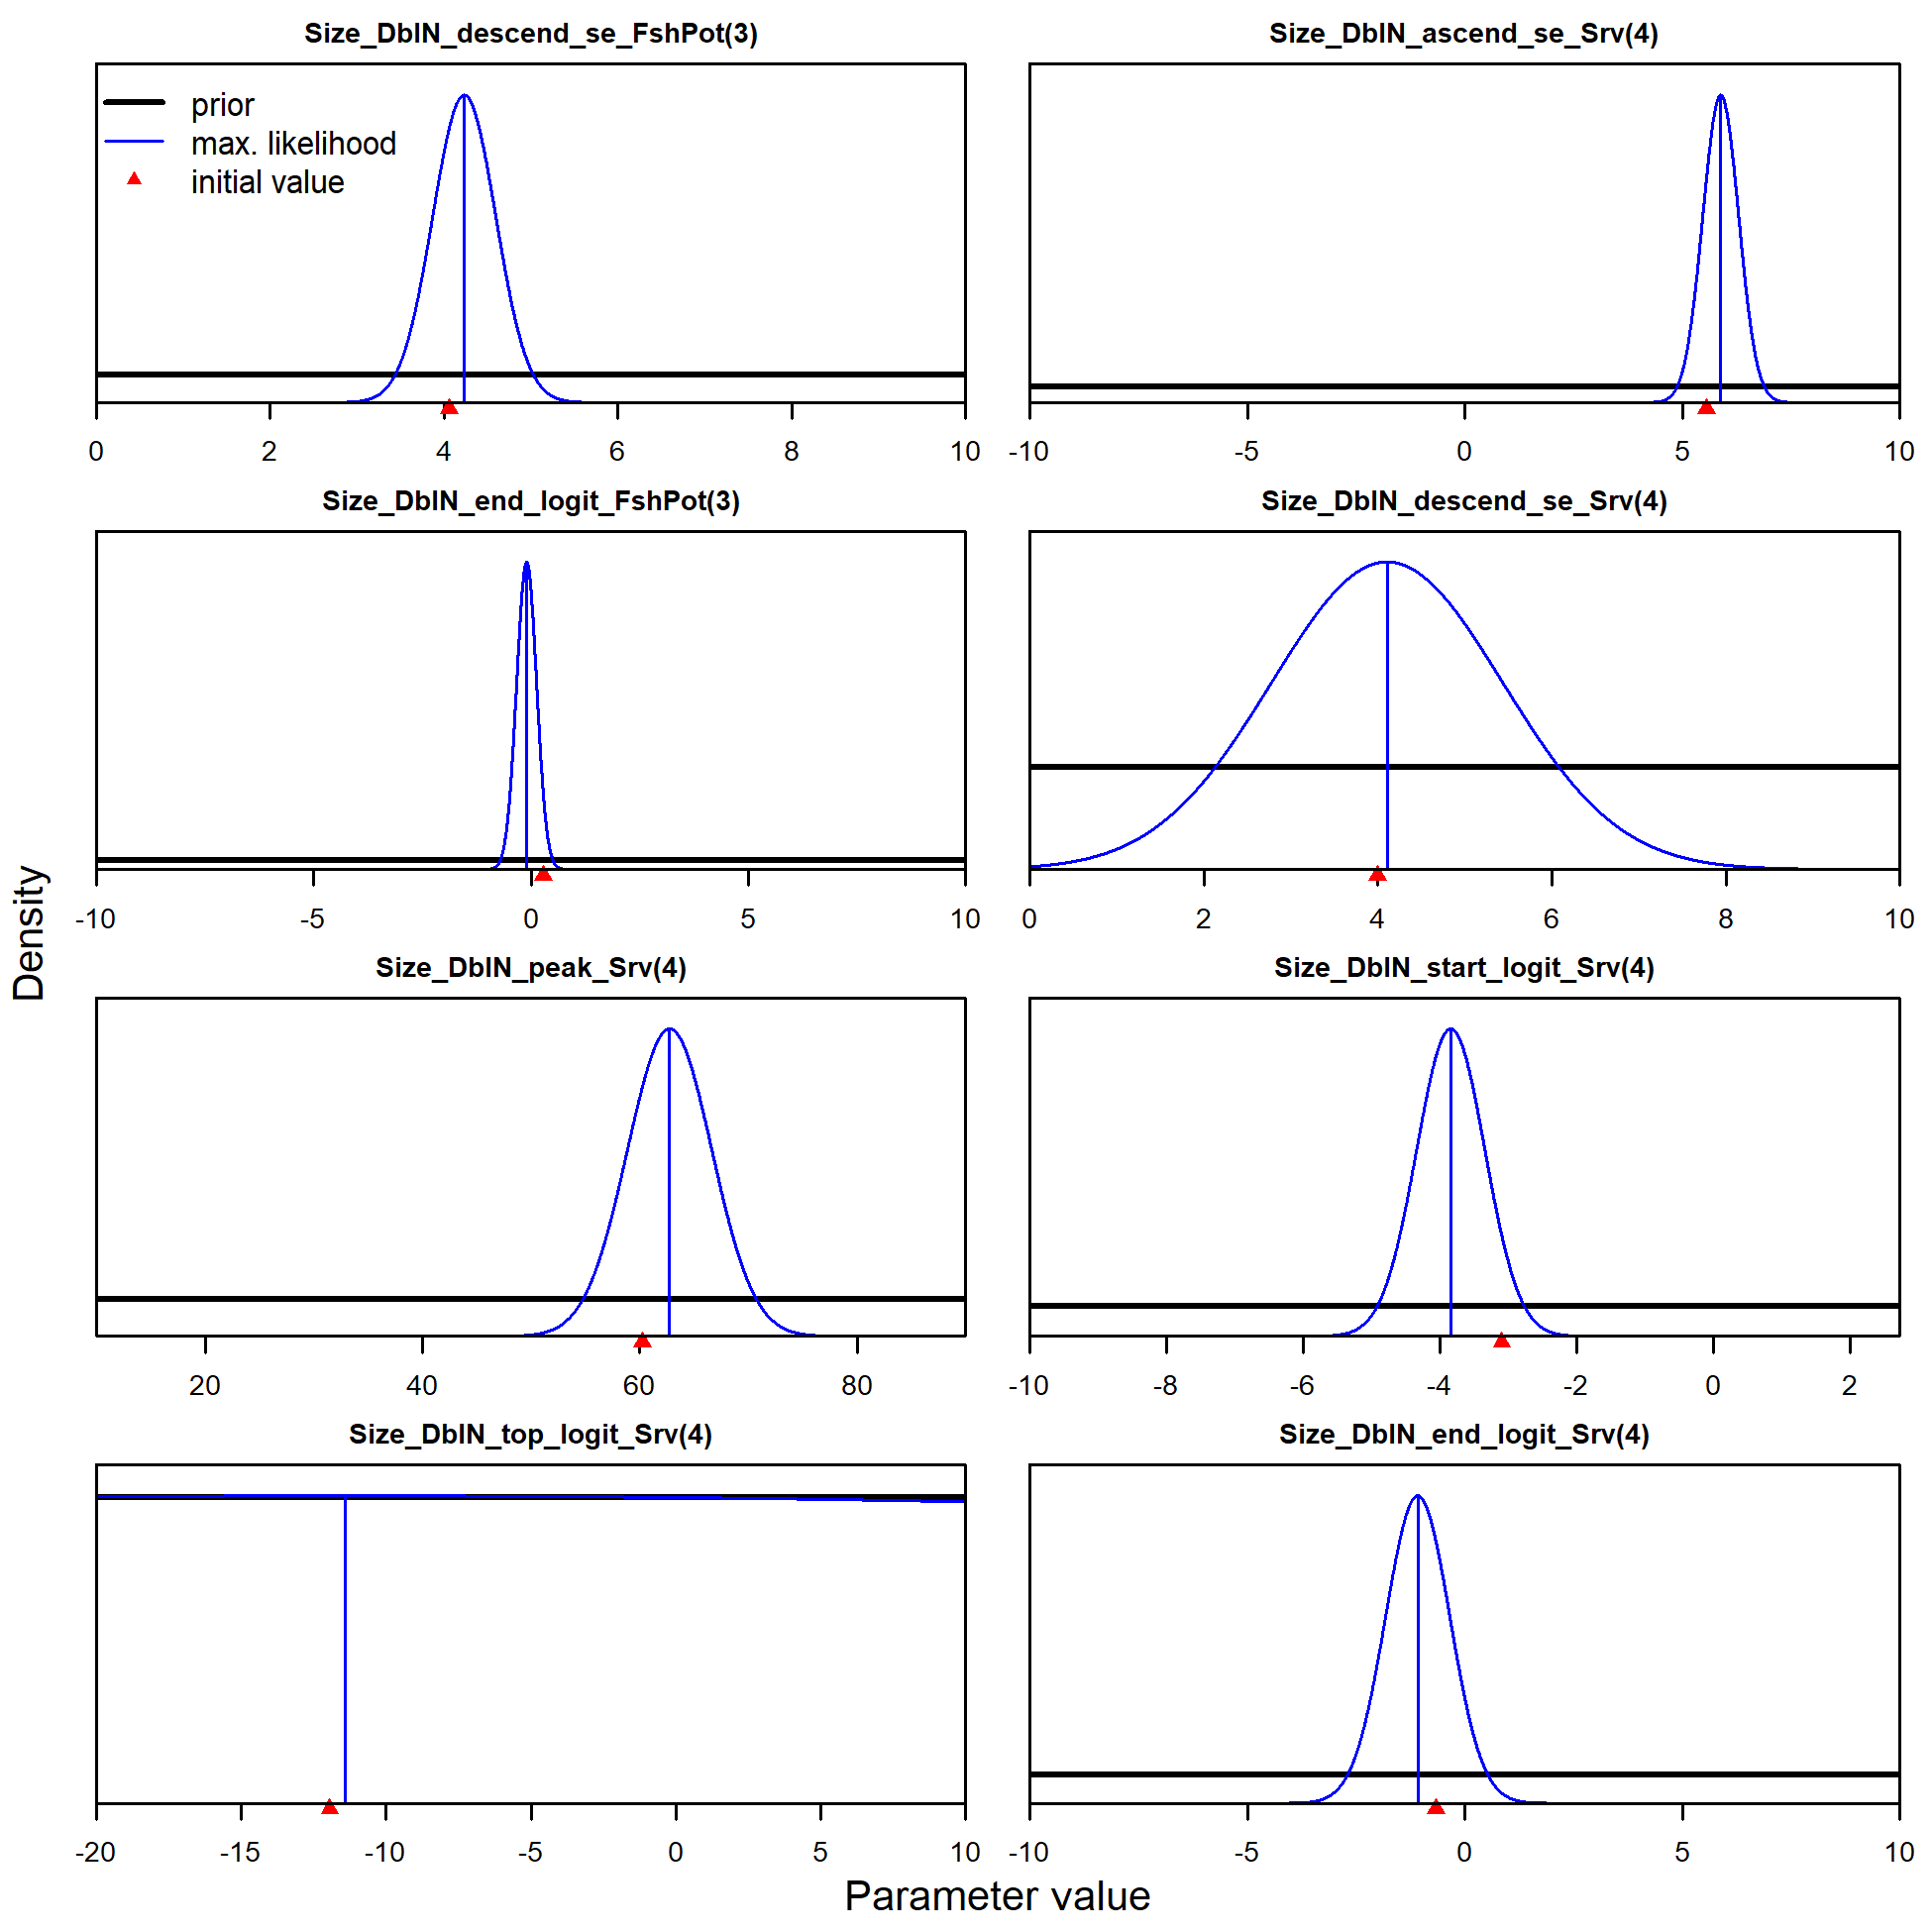 Size_DblN_descend_se_FshPot(3)
Size_DblN_ascend_se_Srv(4)
prior
max. likelihood
initial value
0 2 4 6 8 10
-10 -5 0 5 10
Size_DblN_end_logit_FshPot(3)
Size_DblN_descend_se_Srv(4)
-10 -5 0 5 10
0 2 4 6 8 10
Density
Size_DblN_peak_Srv(4)
Size_DblN_start_logit_Srv(4)
20 40 60 80
-10 -8 -6 -4 -2 0 2
Size_DblN_top_logit_Srv(4)
Size_DblN_end_logit_Srv(4)
-20 -15 -10 -5 0 5 10
-10 -5 0 5 10
Parameter value